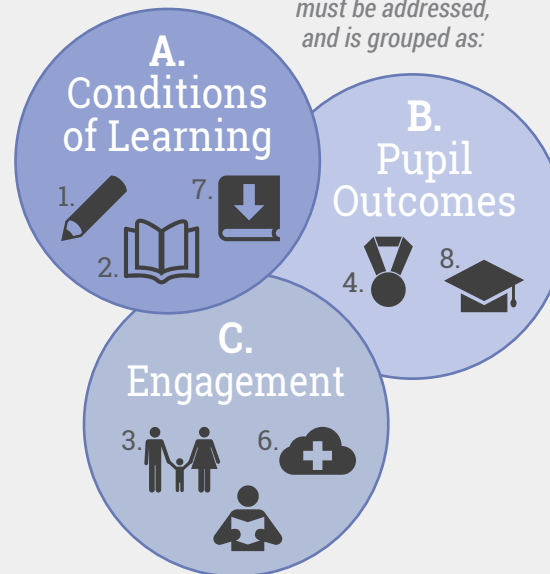 must be addressed,
and is grouped as:
A.
Conditions
of Learning
1.
7.
2.
B.
Pupil
Outcomes
4.
8.
C.
Engagement
3.
6.